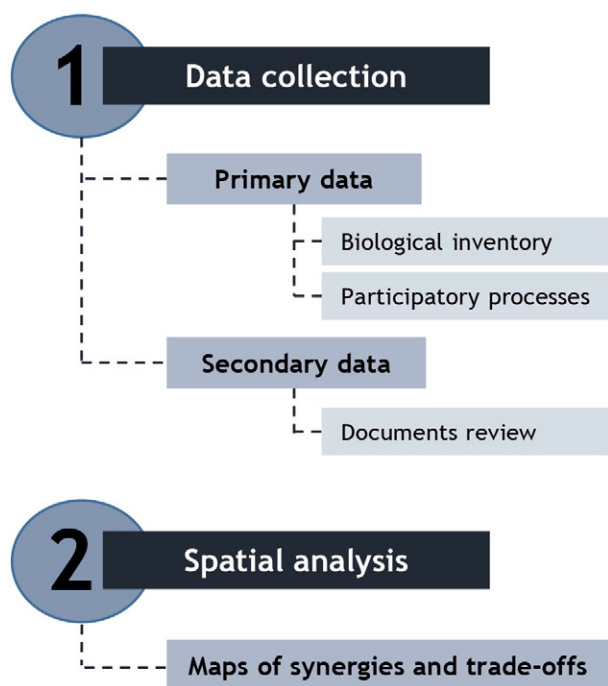 1
Data collection
Primary data
Biological inventory
Participatory processes
Secondary data
Documents review
2
Spatial analysis
Maps of synergies and trade-offs